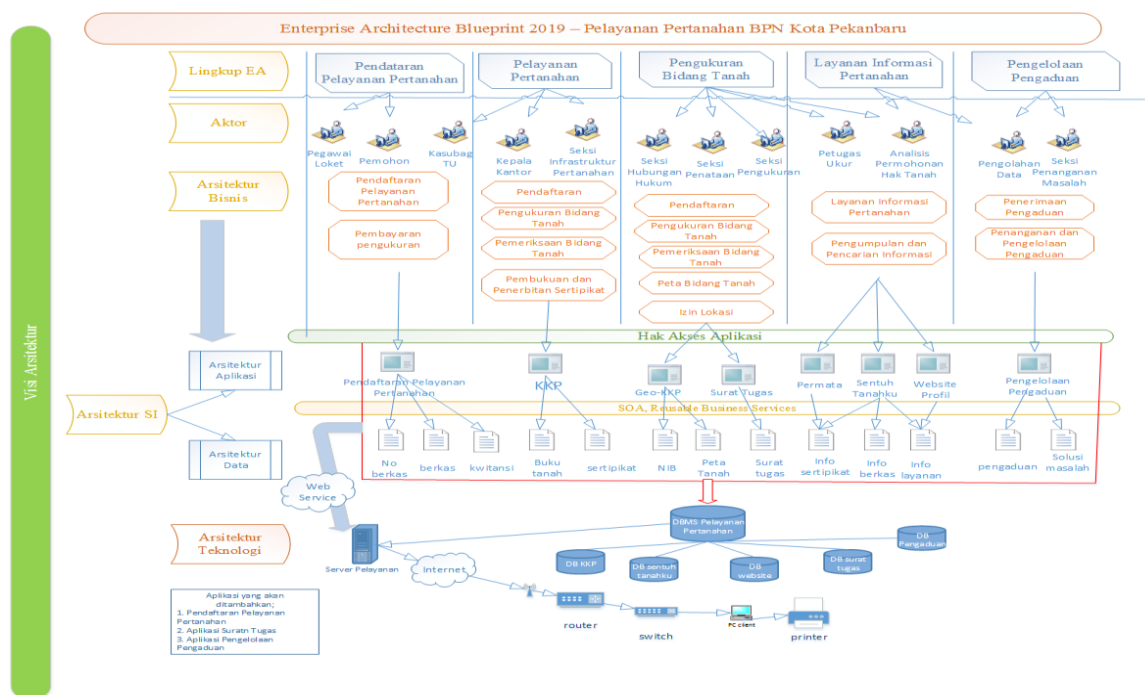 Enterprise Architecture Blueprint 2019 – Pelayanan Pertanahan BPN Kota Pekanbaru
Visi Arsitektur
Lingkup EA
Pendataran
Pelayanan Pertanahan
Pelayanan
Pertanahan
Pengukuran
Bidang Tanah
Layanan Informasi
Pertanahan
Pengelolaan
Pengaduan
Aktor
Pegawai
Loket
Pemohon
Kasubag
TU
Kepala
Kantor
Seksi
Infrastruktur
Pertanahan
Seksi
Hubungan
Hukum
Seksi
Penataan
Seksi
Pengukuran
Petugas
Ukur
Analisis
Permohonan
Hak Tanah
Pengolahan
Data
Seksi
Penanganan
Masalah
Arsitektur
Bisnis
Pendaftaran
Pelayanan
Pertanahan
Pembayaran
pengukuran
Pendaftaran
Pengukuran Bidang
Tanah
Pemeriksaan Bidang
Tanah
Pembukuan dan
Penerbitan Sertipikat
Pendaftaran
Pengukuran Bidang
Tanah
Pemeriksaan Bidang
Tanah
Peta Bidang Tanah
Izin Lokasi
Layanan Informasi
Pertanahan
Pengumpulan dan
Pencarian Informasi
Penerimaan
Pengaduan
Penanganan dan
Pengelolaan
Pengaduan
Hak Akses Aplikasi
Arsitektur SI
Arsitektur
Aplikasi
Arsitektur
Data
Pendaftaran Pelayanan
Pertanahan
KKP
Geo-KKP
Surat Tugas
Permata
Sentuh
Tanahku
Website
Profil
Pengelolaan
Pengaduan
SOA, Reusable Business Services
No
berkas
berkas
kwitansi
Buku
tanah
sertipikat
NIB
Peta
Tanah
Surat
tugas
Info
sertipikat
Info
berkas
Info
layanan
pengaduan
Solusi
masalah
Web
Service
Arsitektur
Teknologi
Server Pelayanan
Internet
DBMS Pelayanan
Pertanahan
DB KKP
DB sentuh
tanahku
DB
website
DB surat
tugas
DB
Pengaduan
router
switch
PC client
printer
Aplikasi yang akan
ditambahkan;
1. Pendaftaran Pelayanan
Pertanahan
2. Aplikasi Suratn Tugas
3. Aplikasi Pengelolaan
Pengaduan